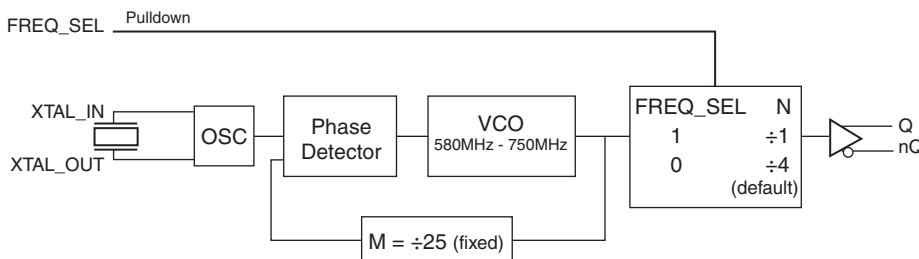 FREQ_SEL Pulldown
XTAL_IN
XTAL_OUT
OSC
Phase
Detector
VCO
580MHz - 750MHz
FREQ_SEL N
1 ÷1
0 ÷4
(default)
Q
nQ
M = ÷25 (fixed)